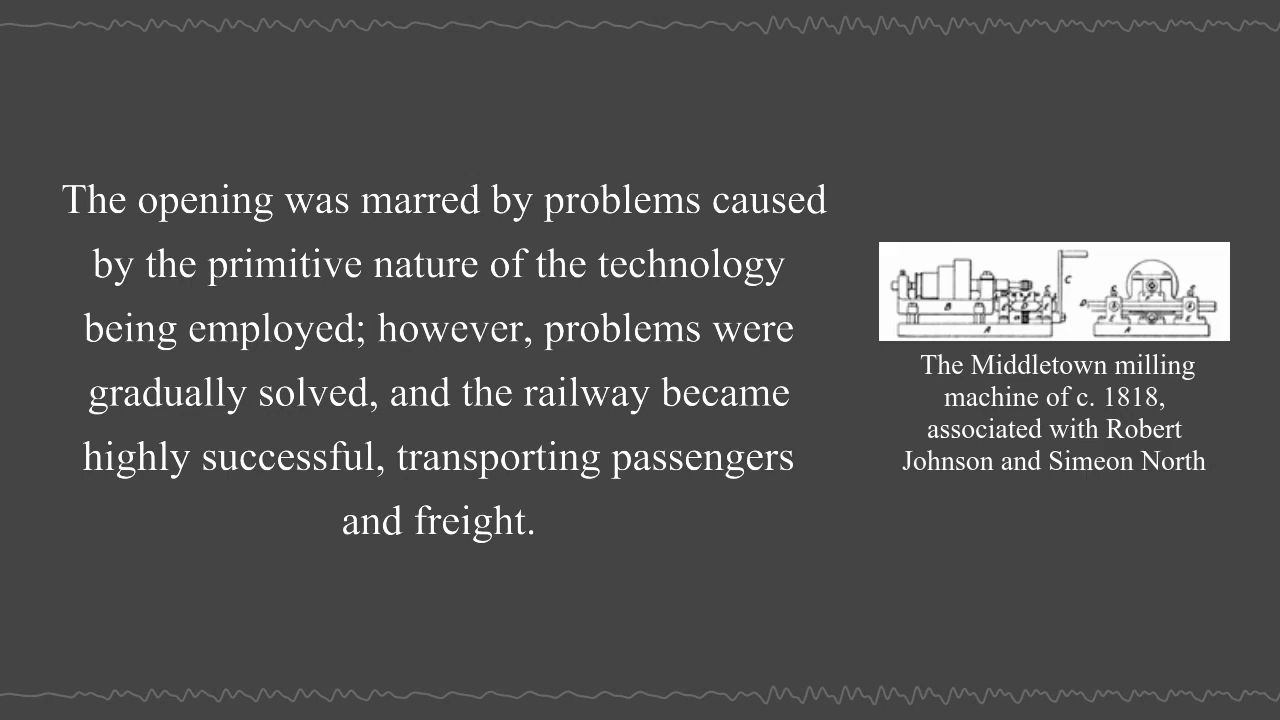 The opening was marred by problems caused
by the primitive nature of the technology
being employed; however, problems were
gradually solved, and the railway became
highly successful, transporting passengers
and freight.
The Middletown milling
machine of c. 1818,
associated with Robert
Johnson and Simeon North